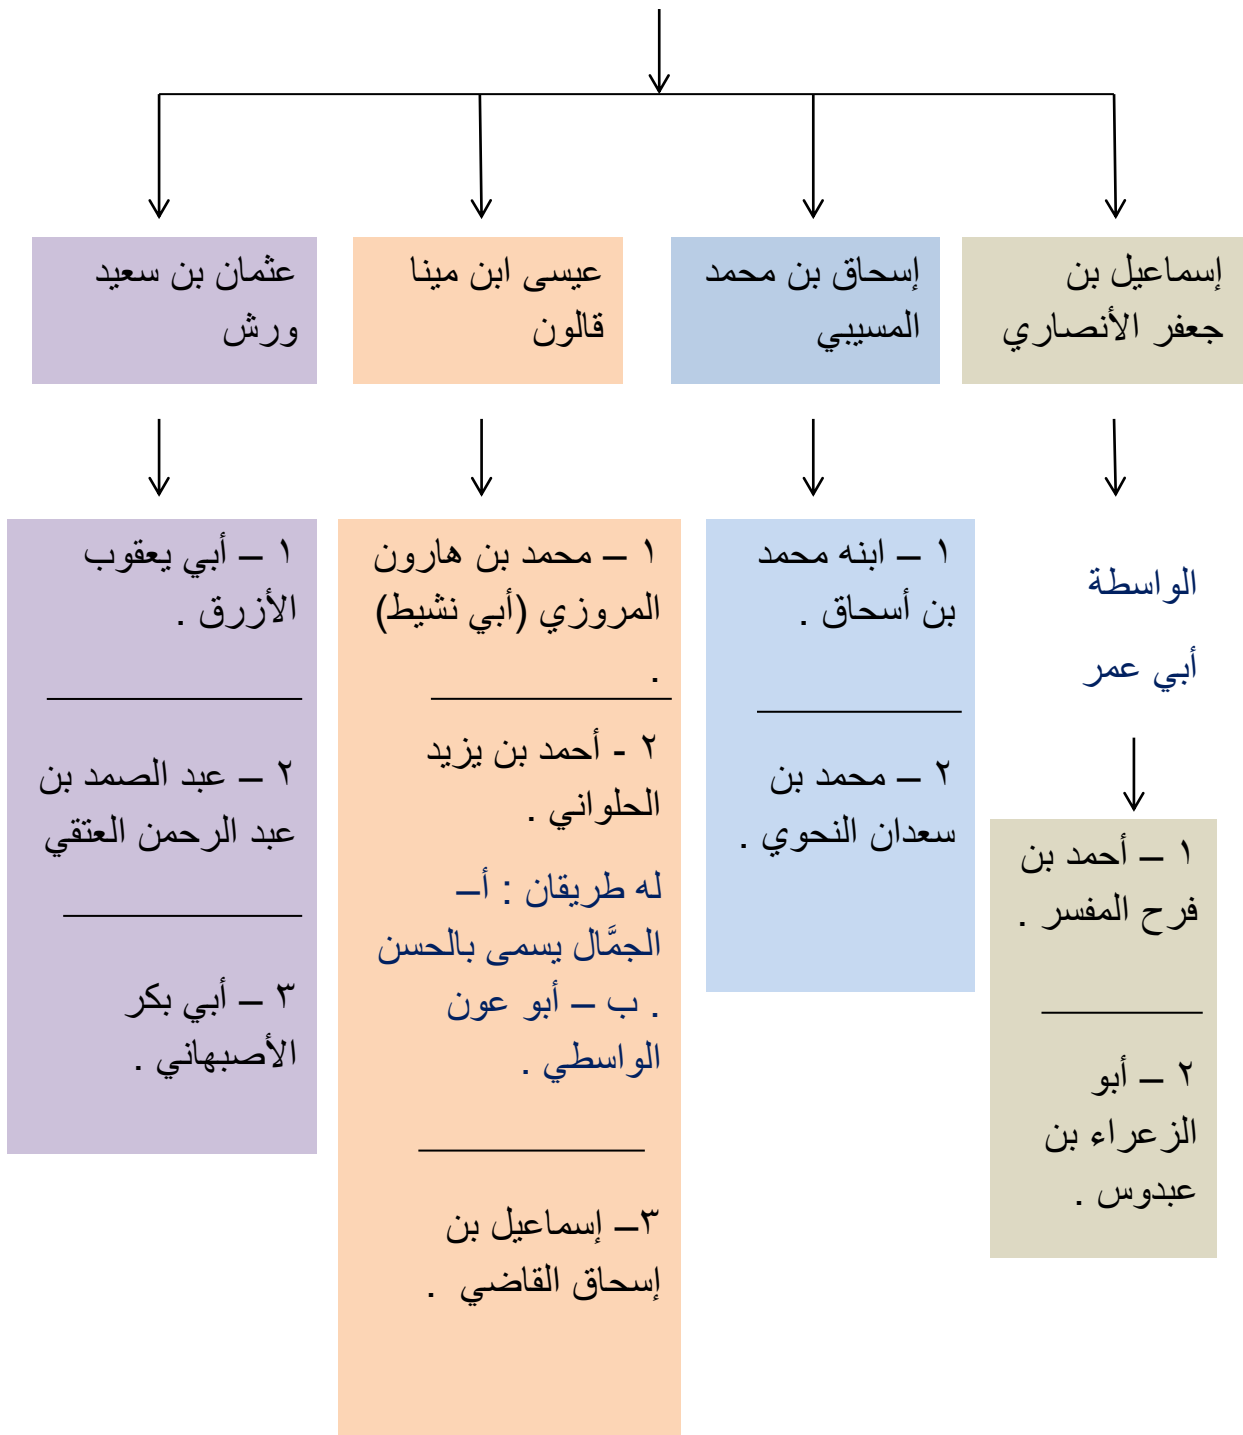 إسماعيل بن
جعفر الأنصاري
إسحاق بن محمد
المسيبي
عيسى ابن مينا
قالون
عثمان بن سعيد
ورش
الواسطة
أبي عمر
١ – أحمد بن
فرح المفسر .
٢ – أبو
الزعراء بن
عبدوس .
١ – ابنه محمد
بن أسحاق .
٢ – محمد بن
سعدان النحوي .
١ – محمد بن هارون
المروزي (أبي نشيط)
.
٢ - أحمد بن يزيد
الحلواني .
له طريقان : أ–
الجمَّال يسمى بالحسن
. ب – أبو عون
الواسطي .
٣– إسماعيل بن
إسحاق القاضي .
١ – أبي يعقوب
الأزرق .
٢ – عبد الصمد بن
عبد الرحمن العتقي
٣ – أبي بكر
الأصبهاني .